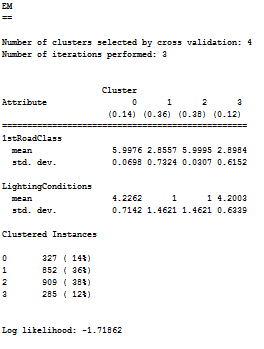 EM
==
Number of clusters selected by cross validation: 4
Number of iterations performed: 3
Cluster
Attribute 0 1 2 3
(0.14) (0.36) (0.38) (0.12)
================================================
1stRoadClass
mean 5.9976 2.8557 5.9995 2.8984
std. dev. 0.0698 0.7324 0.0307 0.6152
LightingConditions
mean 4.2262 1 1 4.2003
std. dev. 0.7142 1.4621 1.4621 0.6339
Clustered Instances
0 327 ( 14%)
1 852 ( 36%)
2 909 ( 38%)
3 285 ( 12%)
Log likelihood: -1.71862